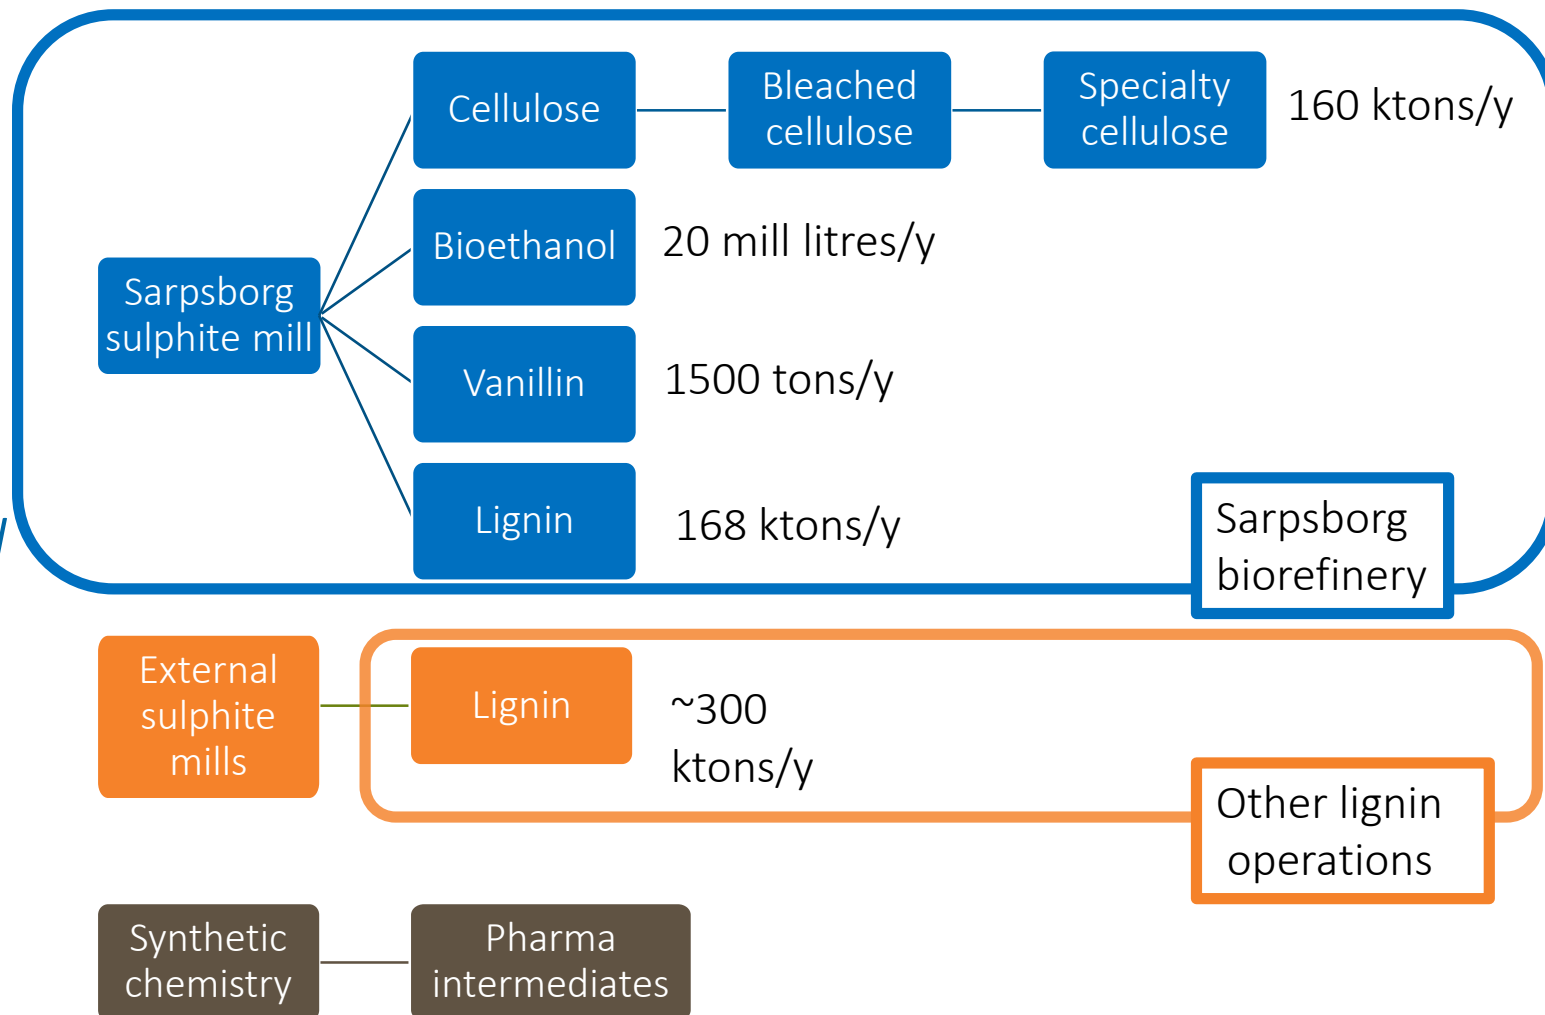 Cellulose
Bleached
cellulose
Specialty
cellulose
160 ktons/y
Bioethanol
20 mill litres/y
Sarpsborg
sulphite mill
Vanillin
1500 tons/y
Lignin
168 ktons/y
Sarpsborg
biorefinery
External
sulphite
mills
Lignin
~300
ktons/y
Other lignin
operations
Synthetic
chemistry
Pharma
intermediates